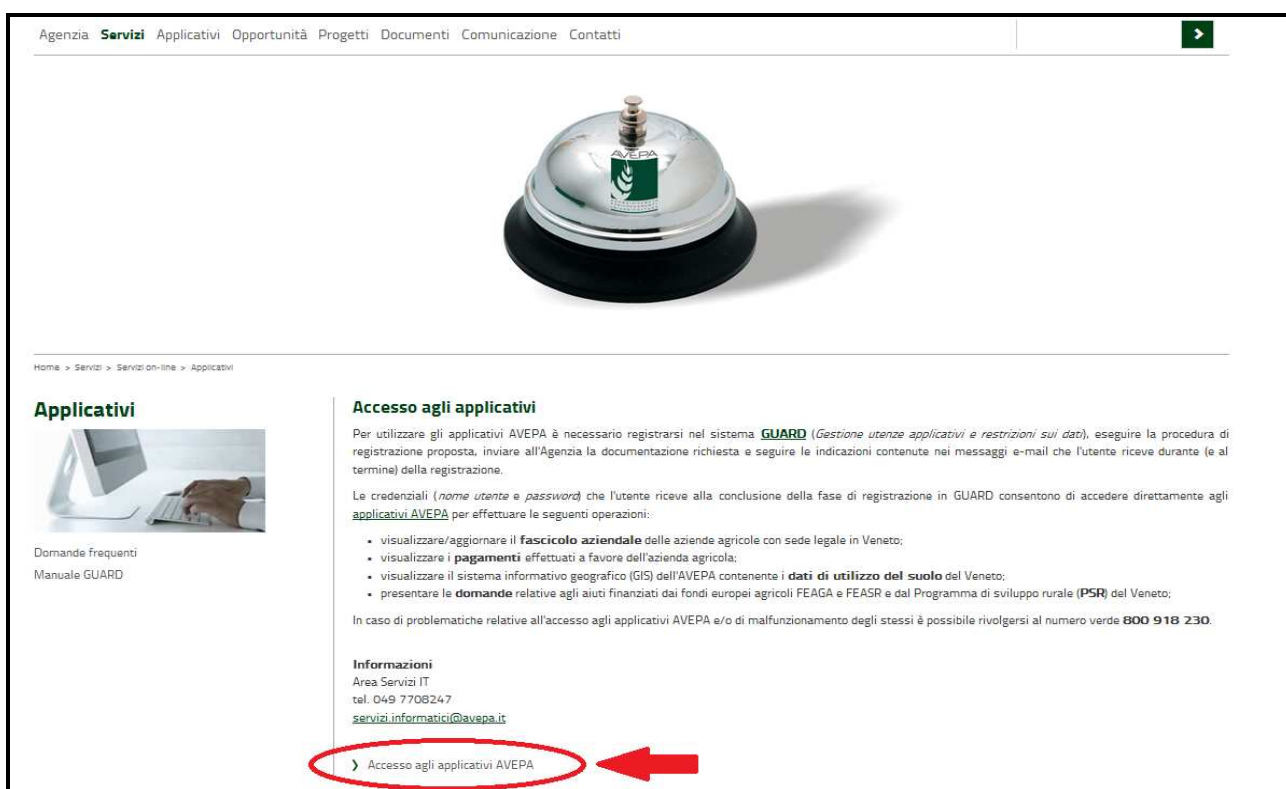 Agenzia Servizi Applicativi Opportunità Progetti Documenti Comunicazione Contatti
AVEPA
Home > Servizi > Servizi on-line > Applicativi
Applicativi
Domande frequenti
Manuale GUARD
Accesso agli applicativi
Per utilizzare gli applicativi AVEPA è necessario registrarsi nel sistema GUARD (Gestione utenze applicativi e restrizioni sui dati), eseguire la procedura di
registrazione proposta, inviare all'Agenzia la documentazione richiesta e seguire le indicazioni contenute nei messaggi e-mail che l'utente riceve durante (e al
termine) della registrazione.
Le credenziali (nome utente e password) che l'utente riceve alla conclusione della fase di registrazione in GUARD consentono di accedere direttamente agli
applicativi AVEPA per effettuare le seguenti operazioni:
• visualizzare/aggiornare il fascicolo aziendale delle aziende agricole con sede legale in Veneto;
• visualizzare i pagamenti effettuati a favore dell'azienda agricola;
• visualizzare il sistema informativo geografico (GIS) dell'AVEPA contenente i dati di utilizzo del suolo del Veneto;
• presentare le domande relative agli aiuti finanziati dai fondi europei agricoli FEAGA e FEASR e dal Programma di sviluppo rurale (PSR) del Veneto;
In caso di problematiche relative all'accesso agli applicativi AVEPA e/o di malfunzionamento degli stessi è possibile rivolgersi al numero verde 800 918 230.
Informazioni
Area Servizi IT
tel. 049 7708247
servizi.informatici@avepa.it
Accesso agli applicativi AVEPA